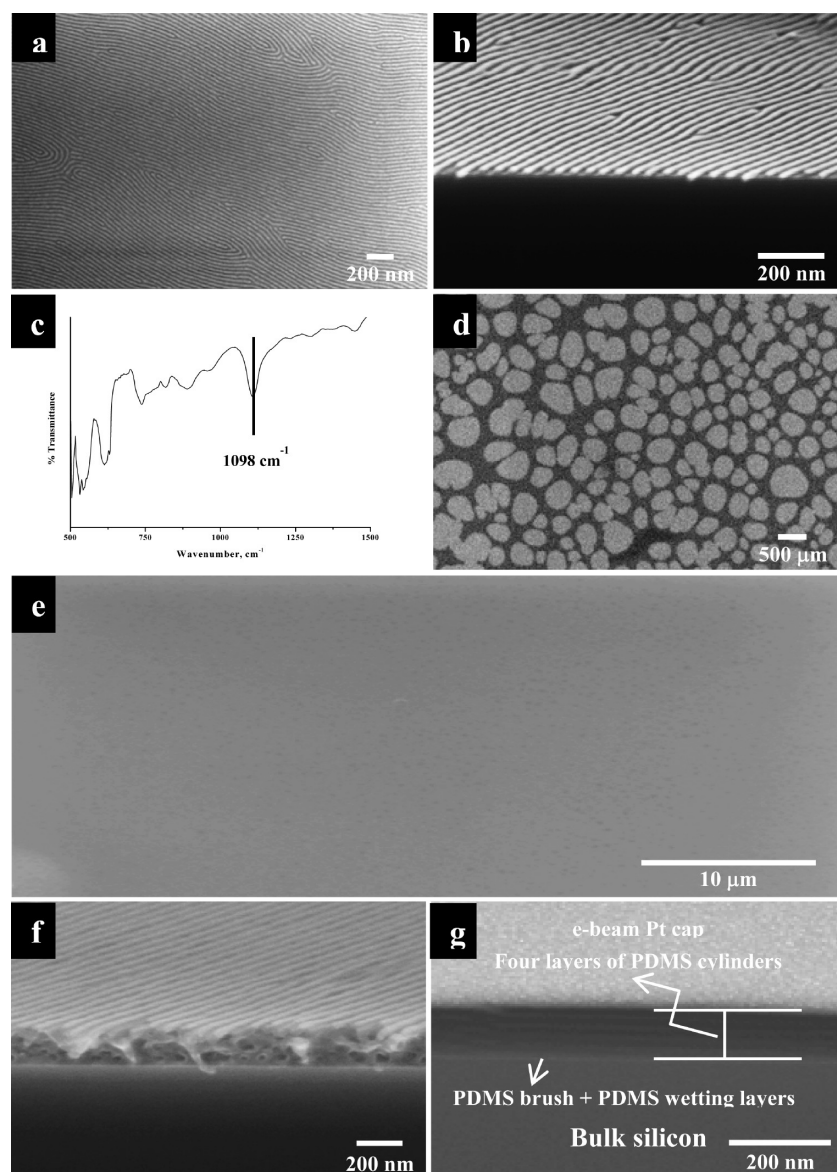 a
200 nm
b
200 nm
c
% Transmittance
1098 cm-1
500 750 1000 1250 1500
Wavenumber, cm-1
d
500 μm
e
10 μm
f
200 nm
g
e-beam Pt cap
Four layers of PDMS cylinders
PDMS brush + PDMS wetting layers
Bulk silicon
200 nm